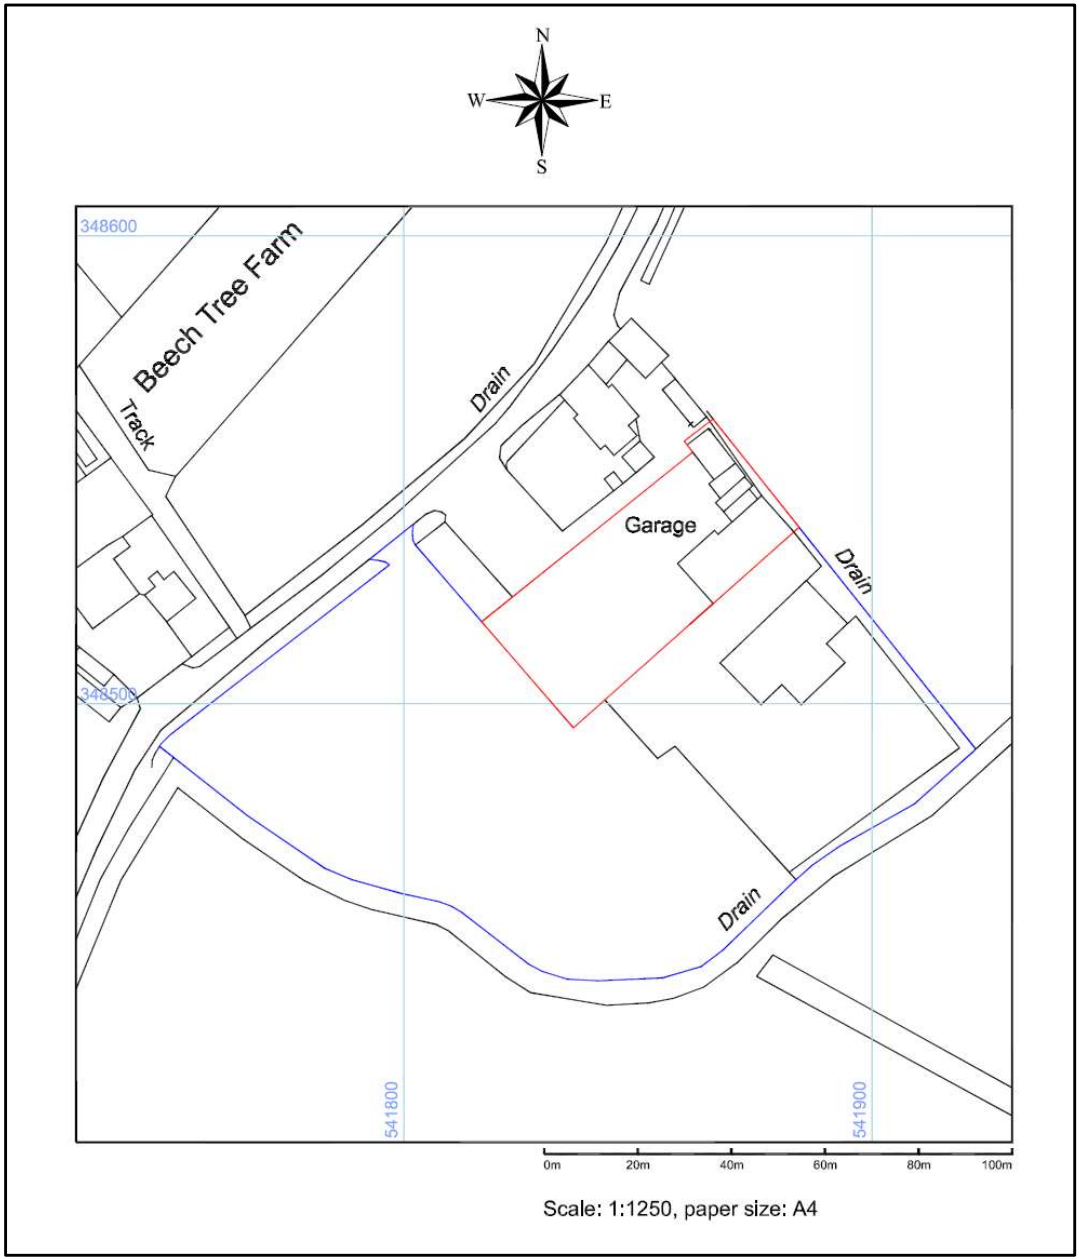 N
W E
S
348600
Beech Tree Farm
Drain
Track
Garage
Drain
348500
Drain
541800
541900
0m 20m 40m 60m 80m 100m
Scale: 1:1250, paper size: A4